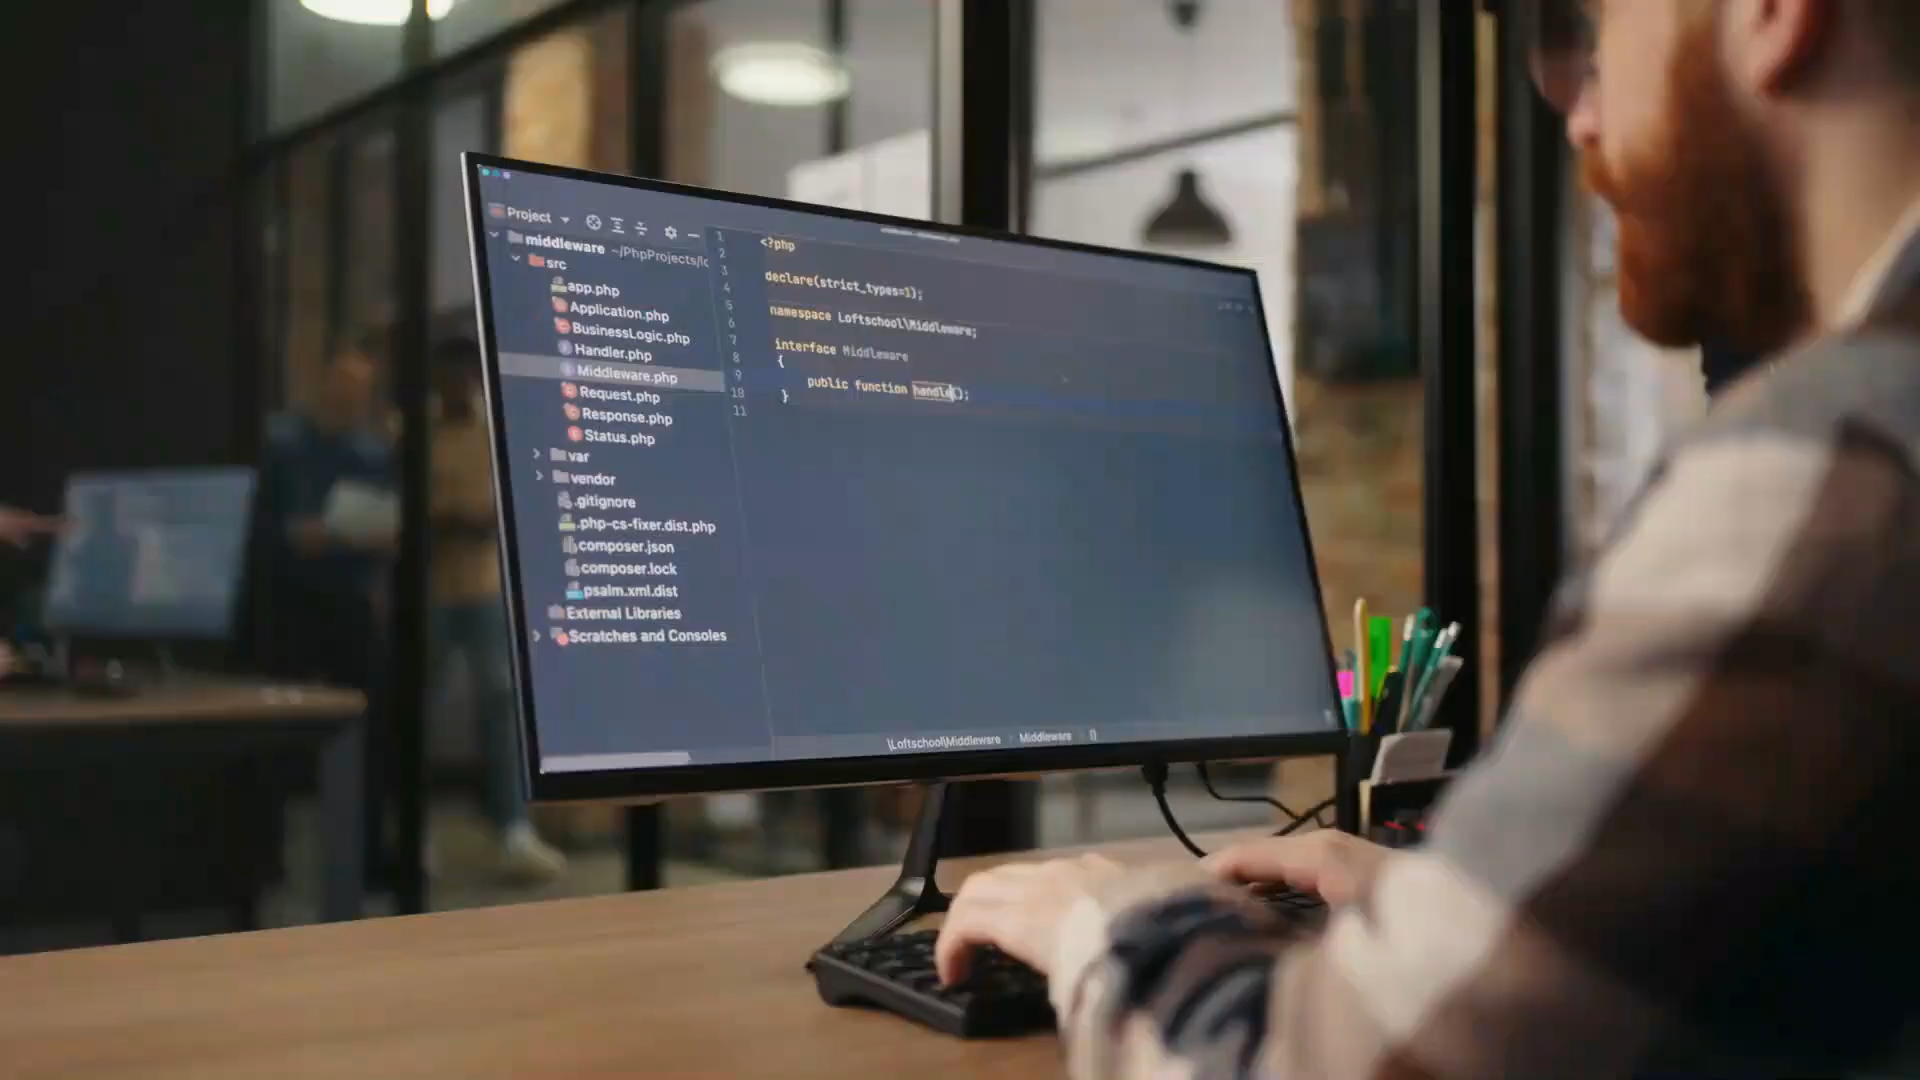 Project
middleware ~/PhpProjects/
src
app.php
Application.php
BusinessLogic.php
Handler.php
Middleware.php
Request.php
Response.php
Status.php
var
vendor
.gitignore
.php-cs-fixer.dist.php
composer.json
composer.lock
psalm.xml.dist
External Libraries
Scratches and Consoles
1 <?php
2
3 declare(strict_types=1);
4
5 namespace Loftschool\Middleware;
6
7 interface Middleware
8 {
9 public function handle();
10 }
11
\Loftschool\Middleware Middleware {}